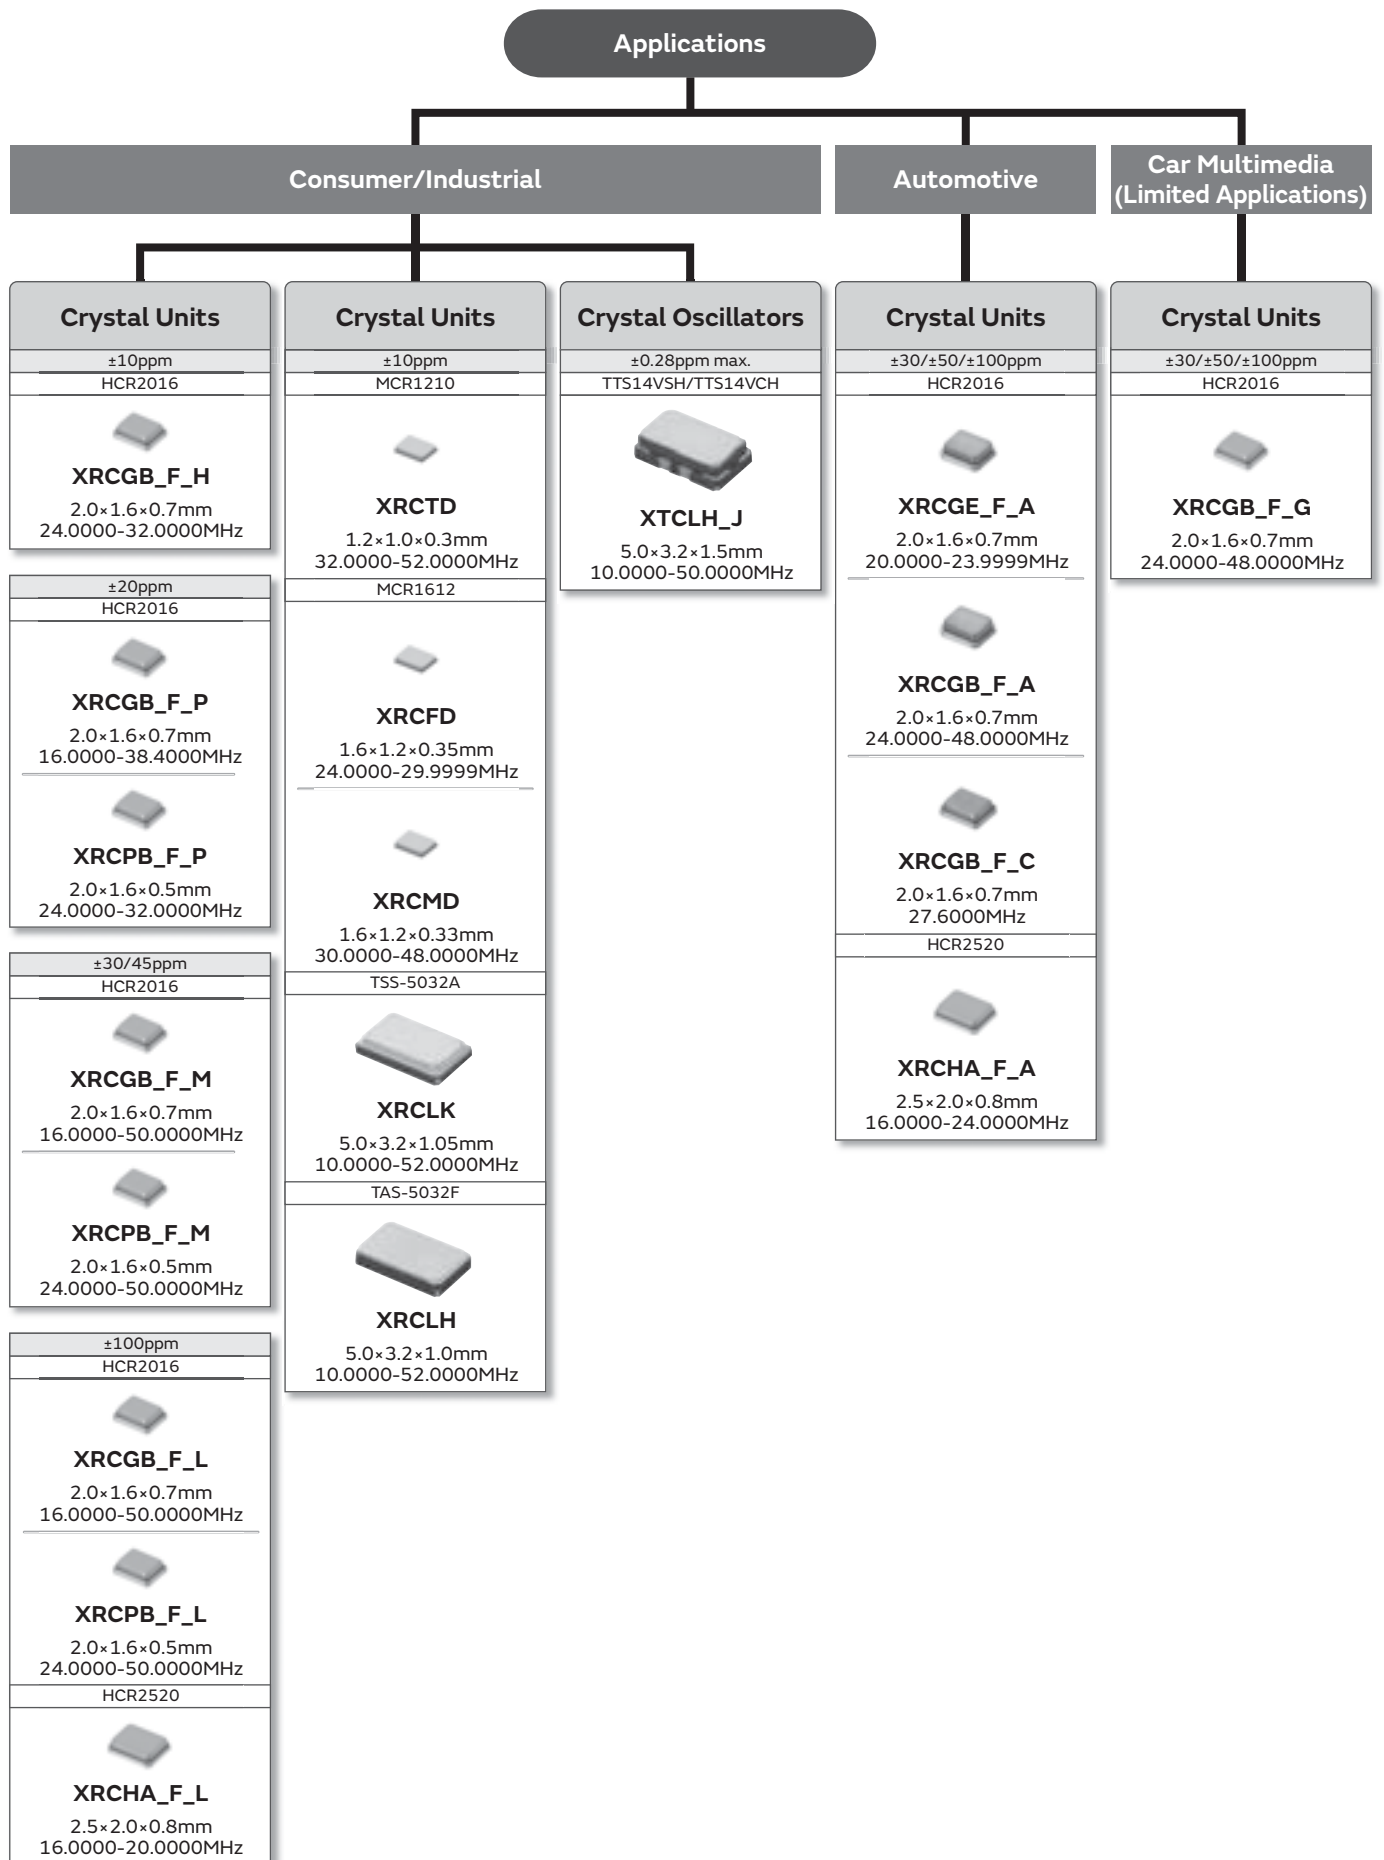 Applications
Consumer/Industrial
Automotive
Car Multimedia
(Limited Applications)
Crystal Units
±10ppm
HCR2016
XRCGB_F_H
2.0×1.6×0.7mm
24.0000-32.0000MHz
±20ppm
HCR2016
XRCGB_F_P
2.0×1.6×0.7mm
16.0000-38.4000MHz
XRCPB_F_P
2.0×1.6×0.5mm
24.0000-32.0000MHz
±30/45ppm
HCR2016
XRCGB_F_M
2.0×1.6×0.7mm
16.0000-50.0000MHz
XRCPB_F_M
2.0×1.6×0.5mm
24.0000-50.0000MHz
±100ppm
HCR2016
XRCGB_F_L
2.0×1.6×0.7mm
16.0000-50.0000MHz
XRCPB_F_L
2.0×1.6×0.5mm
24.0000-50.0000MHz
HCR2520
XRCHA_F_L
2.5×2.0×0.8mm
16.0000-20.0000MHz
Crystal Units
±10ppm
MCR1210
XRCTD
1.2×1.0×0.3mm
32.0000-52.0000MHz
MCR1612
XRCFD
1.6×1.2×0.35mm
24.0000-29.9999MHz
XRCMD
1.6×1.2×0.33mm
30.0000-48.0000MHz
TSS-5032A
XRCLK
5.0×3.2×1.05mm
10.0000-52.0000MHz
TAS-5032F
XRCLH
5.0×3.2×1.0mm
10.0000-52.0000MHz
Crystal Oscillators
±0.28ppm max.
TTS14VSH/TTS14VCH
XTCLH_J
5.0×3.2×1.5mm
10.0000-50.0000MHz
Crystal Units
±30/±50/±100ppm
HCR2016
XRCGE_F_A
2.0×1.6×0.7mm
20.0000-23.9999MHz
XRCGB_F_A
2.0×1.6×0.7mm
24.0000-48.0000MHz
XRCGB_F_C
2.0×1.6×0.7mm
27.6000MHz
HCR2520
XRCHA_F_A
2.5×2.0×0.8mm
16.0000-24.0000MHz
Crystal Units
±30/±50/±100ppm
HCR2016
XRCGB_F_G
2.0×1.6×0.7mm
24.0000-48.0000MHz